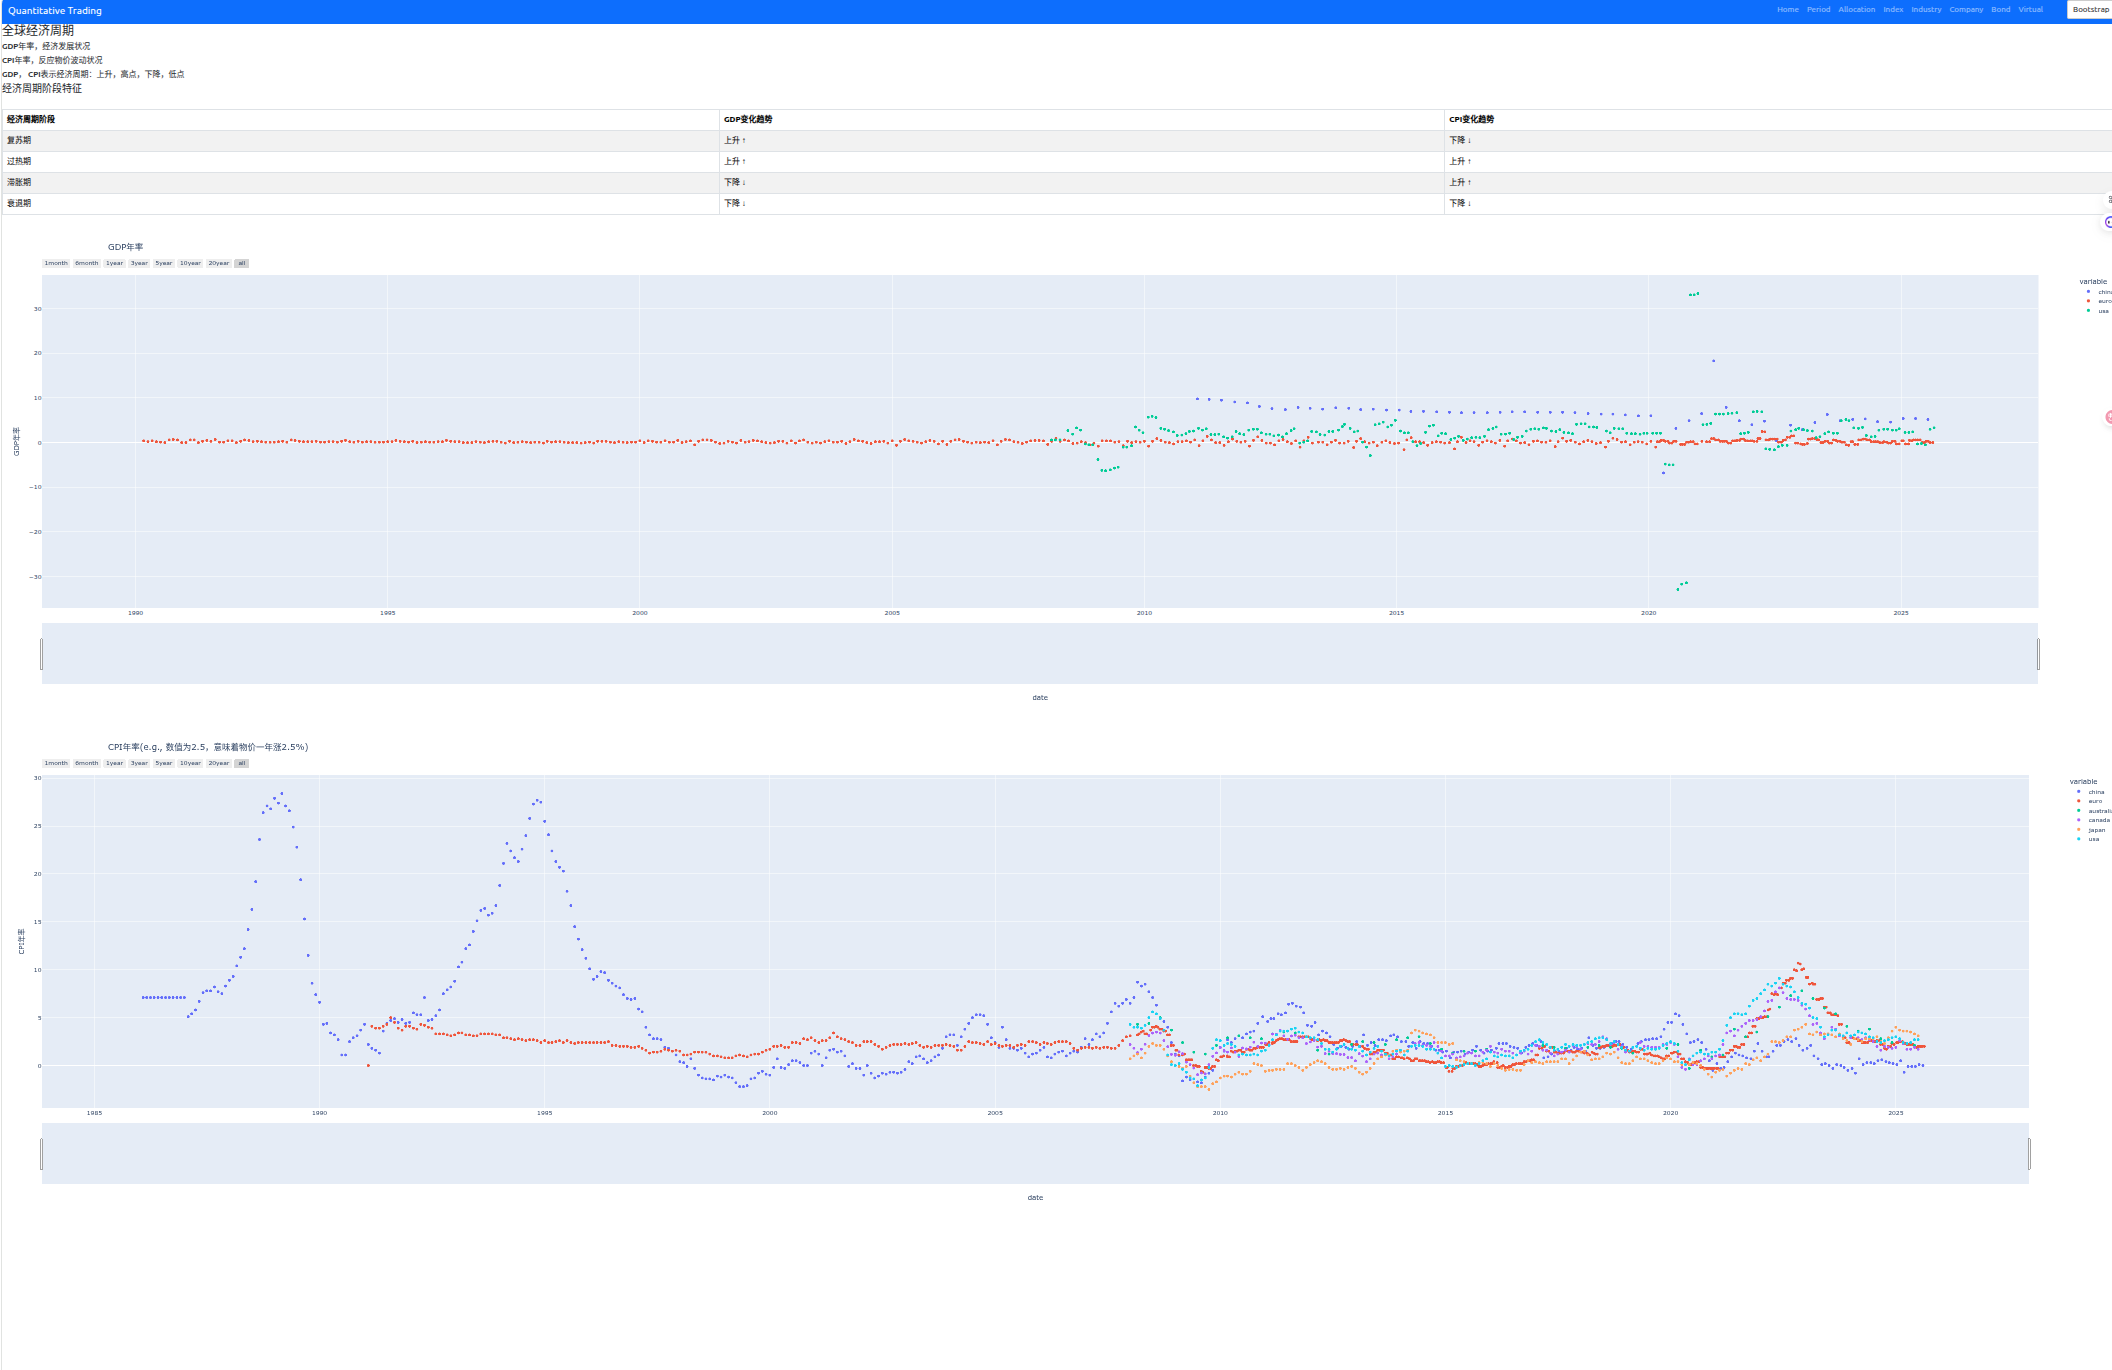 Quantitative Trading
Home Period Allocation Index Industry Company Bond Virtual
Bootstrap
全球经济周期
GDP年率，经济发展状况
CPI年率，反应物价波动状况
GDP， CPI表示经济周期：上升，高点，下降，低点
经济周期阶段特征
经济周期阶段 GDP变化趋势 CPI变化趋势
复苏期 上升 ↑ 下降 ↓
过热期 上升 ↑ 上升 ↑
滞胀期 下降 ↓ 上升 ↑
衰退期 下降 ↓ 下降 ↓
GDP年率
1month 6month 1year 3year 5year 10year 20year all
variable
china
euro
usa
30
20
10
0
−10
−20
−30
GDP年率
1990 1995 2000 2005 2010 2015 2020 2025
date
CPI年率(e.g., 数值为2.5，意味着物价一年涨2.5%)
1month 6month 1year 3year 5year 10year 20year all
variable
china
euro
australia
canada
japan
usa
30
25
20
15
10
5
0
CPI年率
1985 1990 1995 2000 2005 2010 2015 2020 2025
date